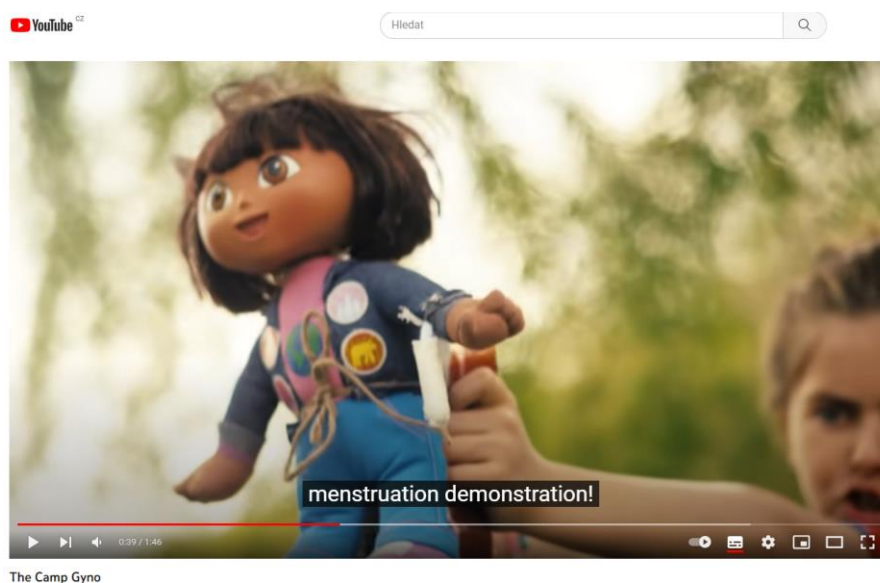 YouTube CZ
Hledat
menstruation demonstration!
0:39 / 1:46
The Camp Gyno